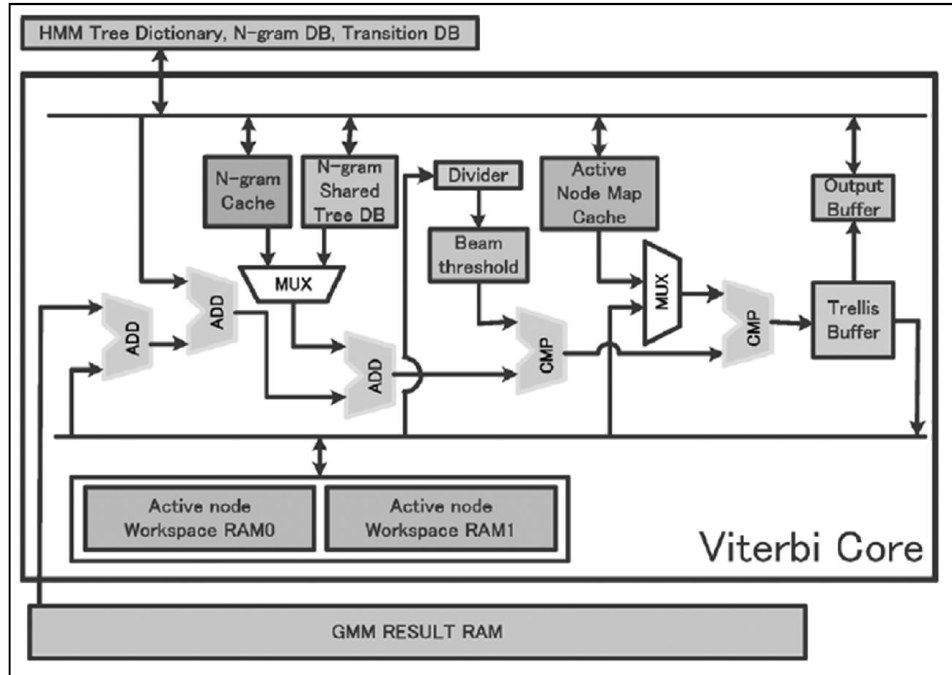 HMM Tree Dictionary, N-gram DB, Transition DB
N-gram
Cache
N-gram
Shared
Tree DB
Divider
Beam
threshold
Active
Node Map
Cache
Output
Buffer
MUX
MUX
ADD
ADD
ADD
CMP
CMP
Trellis
Buffer
Active node
Workspace RAM0
Active node
Workspace RAM1
Viterbi Core
GMM RESULT RAM